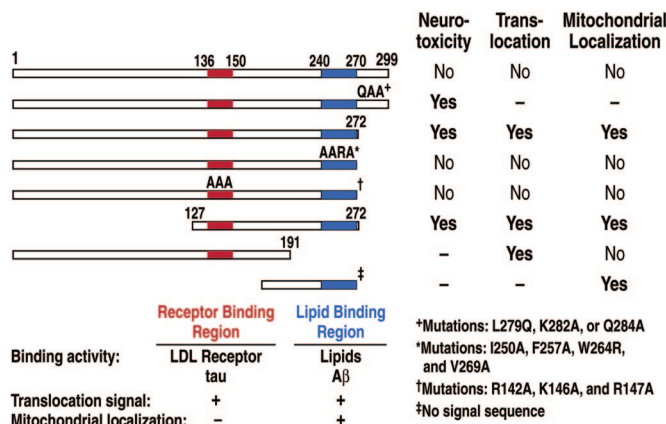 Neuro- Trans- Mitochondrial
toxicity location Localization
1 136 150 240 270 299
No No No
QAA+
Yes – –
272
Yes Yes Yes
AARA*
No No No
AAA †
No No No
127 272
Yes Yes Yes
191
– Yes No
‡
– – Yes
Receptor Binding Lipid Binding
Region Region
Binding activity: LDL Receptor Lipids
tau Aβ
Translocation signal: + +
Mitochondrial localization: – +
+Mutations: L279Q, K282A, or Q284A
*Mutations: I250A, F257A, W264R,
and V269A
†Mutations: R142A, K146A, and R147A
‡No signal sequence